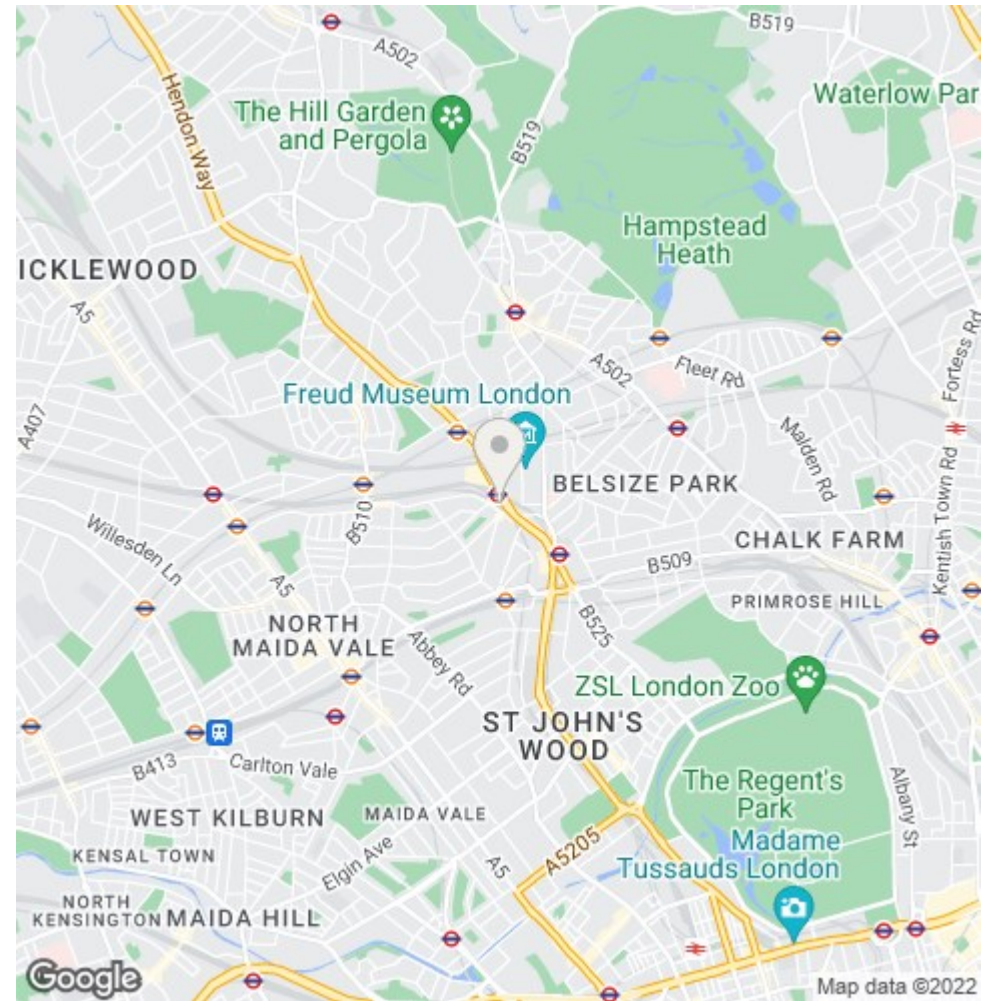 B519
A502
Hendon Way
The Hill Garden
and Pergola
B519
Waterlow Par
Hampstead
Heath
ICKLEWOOD
A5
A502
Fleet Rd
Fortess Rd
Freud Museum London
A407
Malden Rd
BELSIZE PARK
Kentish Town Rd
Willesden Ln
B510
CHALK FARM
B509
A5
PRIMROSE HILL
NORTH
MAIDA VALE
Abbey Rd
B525
ZSL London Zoo
ST JOHN'S
WOOD
B413
Carlton Vale
The Regent's
Park
Albany St
WEST KILBURN
MAIDA VALE
Madame
Tussauds London
KENSAL TOWN
Elgin Ave
A5
A5205
NORTH
KENSINGTON
MAIDA HILL
Google
Map data ©2022